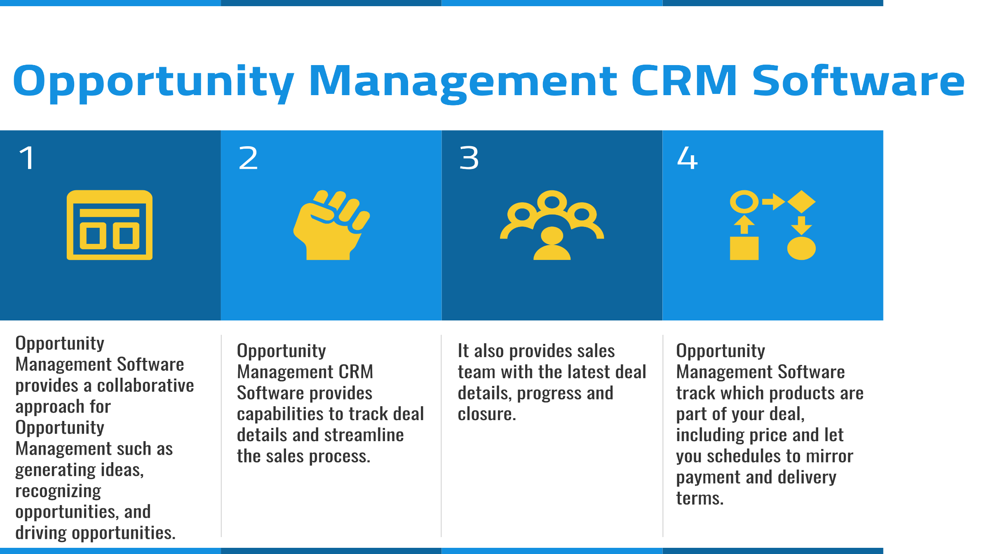 Opportunity Management CRM Software
1
Opportunity
Management Software
provides a collaborative
approach for
Opportunity
Management such as
generating ideas,
recognizing
opportunities, and
driving opportunities.
2
Opportunity
Management CRM
Software provides
capabilities to track deal
details and streamline
the sales process.
3
It also provides sales
team with the latest deal
details, progress and
closure.
4
Opportunity
Management Software
track which products are
part of your deal,
including price and let
you schedules to mirror
payment and delivery
terms.